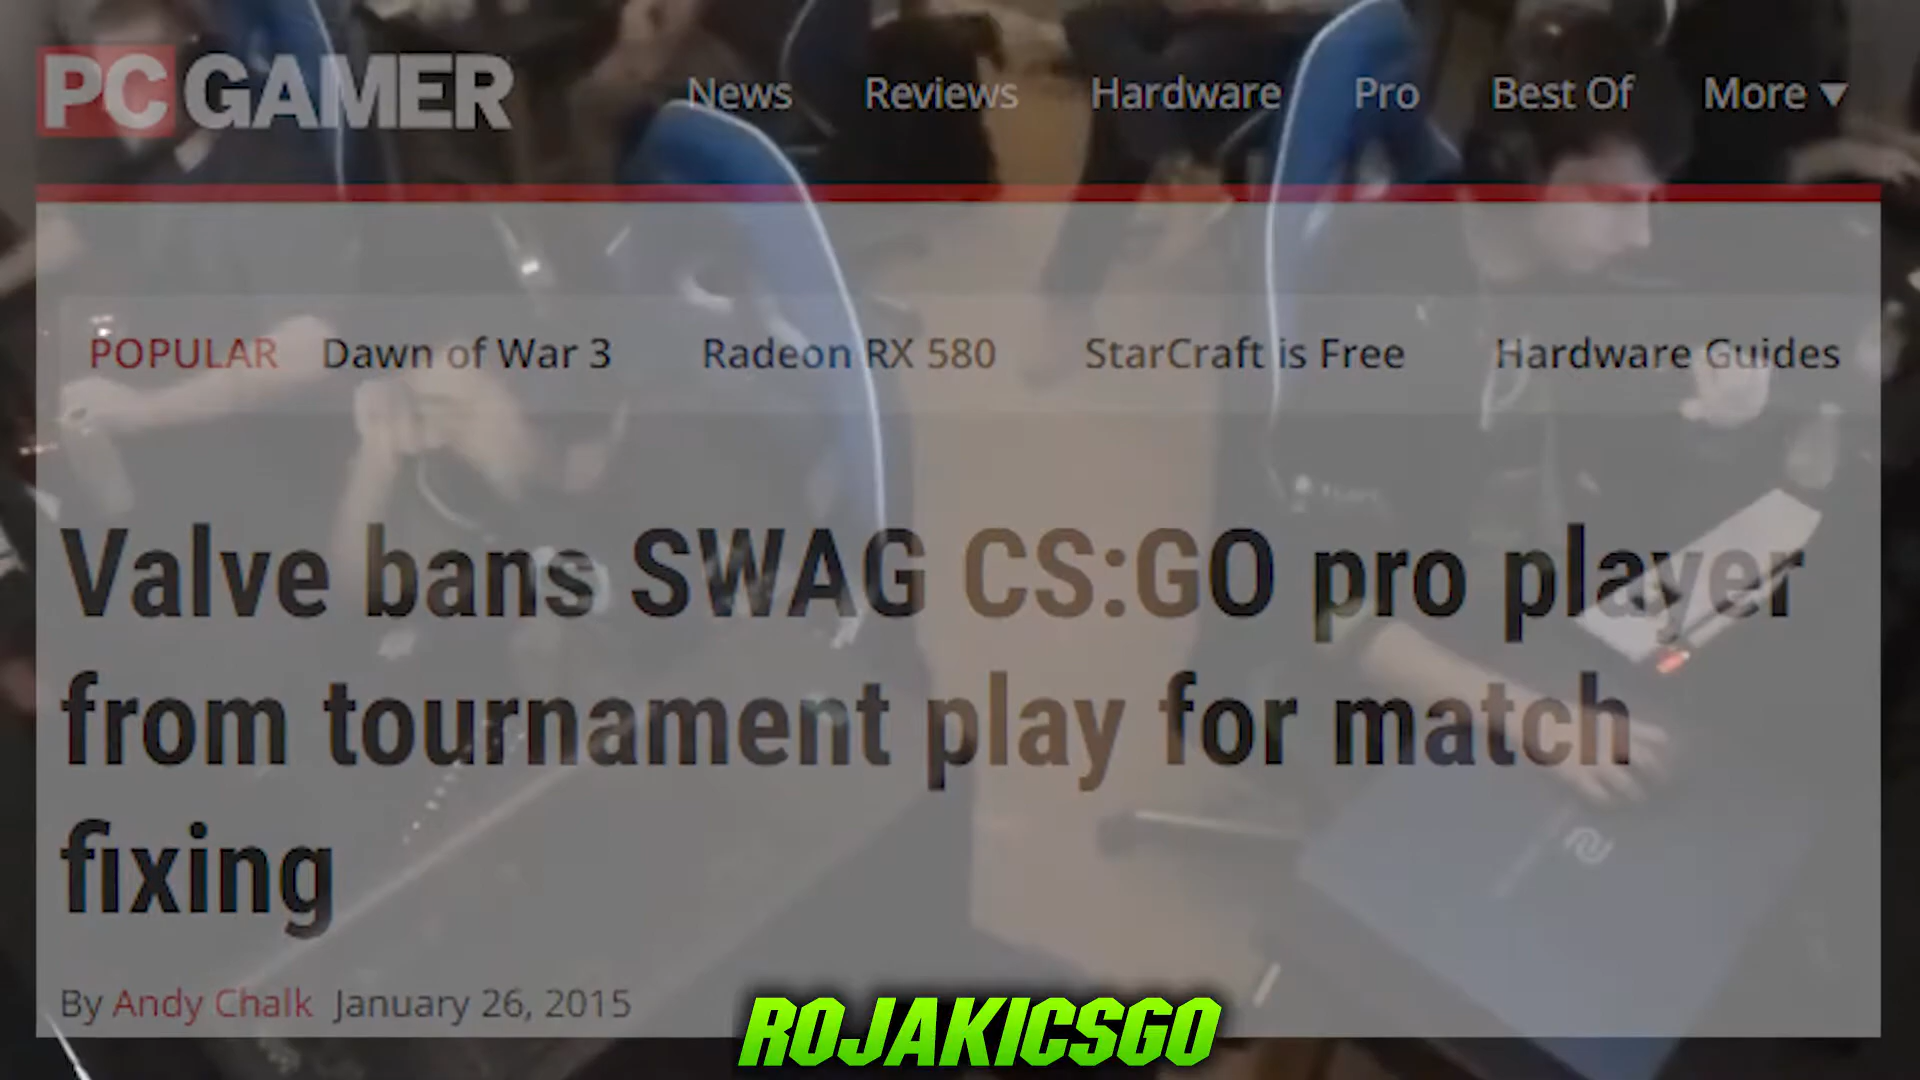 PC GAMER
News Reviews Hardware Pro Best Of More ▼
POPULAR Dawn of War 3 Radeon RX 580 StarCraft is Free Hardware Guides
Valve bans SWAG CS:GO pro player
from tournament play for match
fixing
By Andy Chalk January 26, 2015
ROJAKICSGO